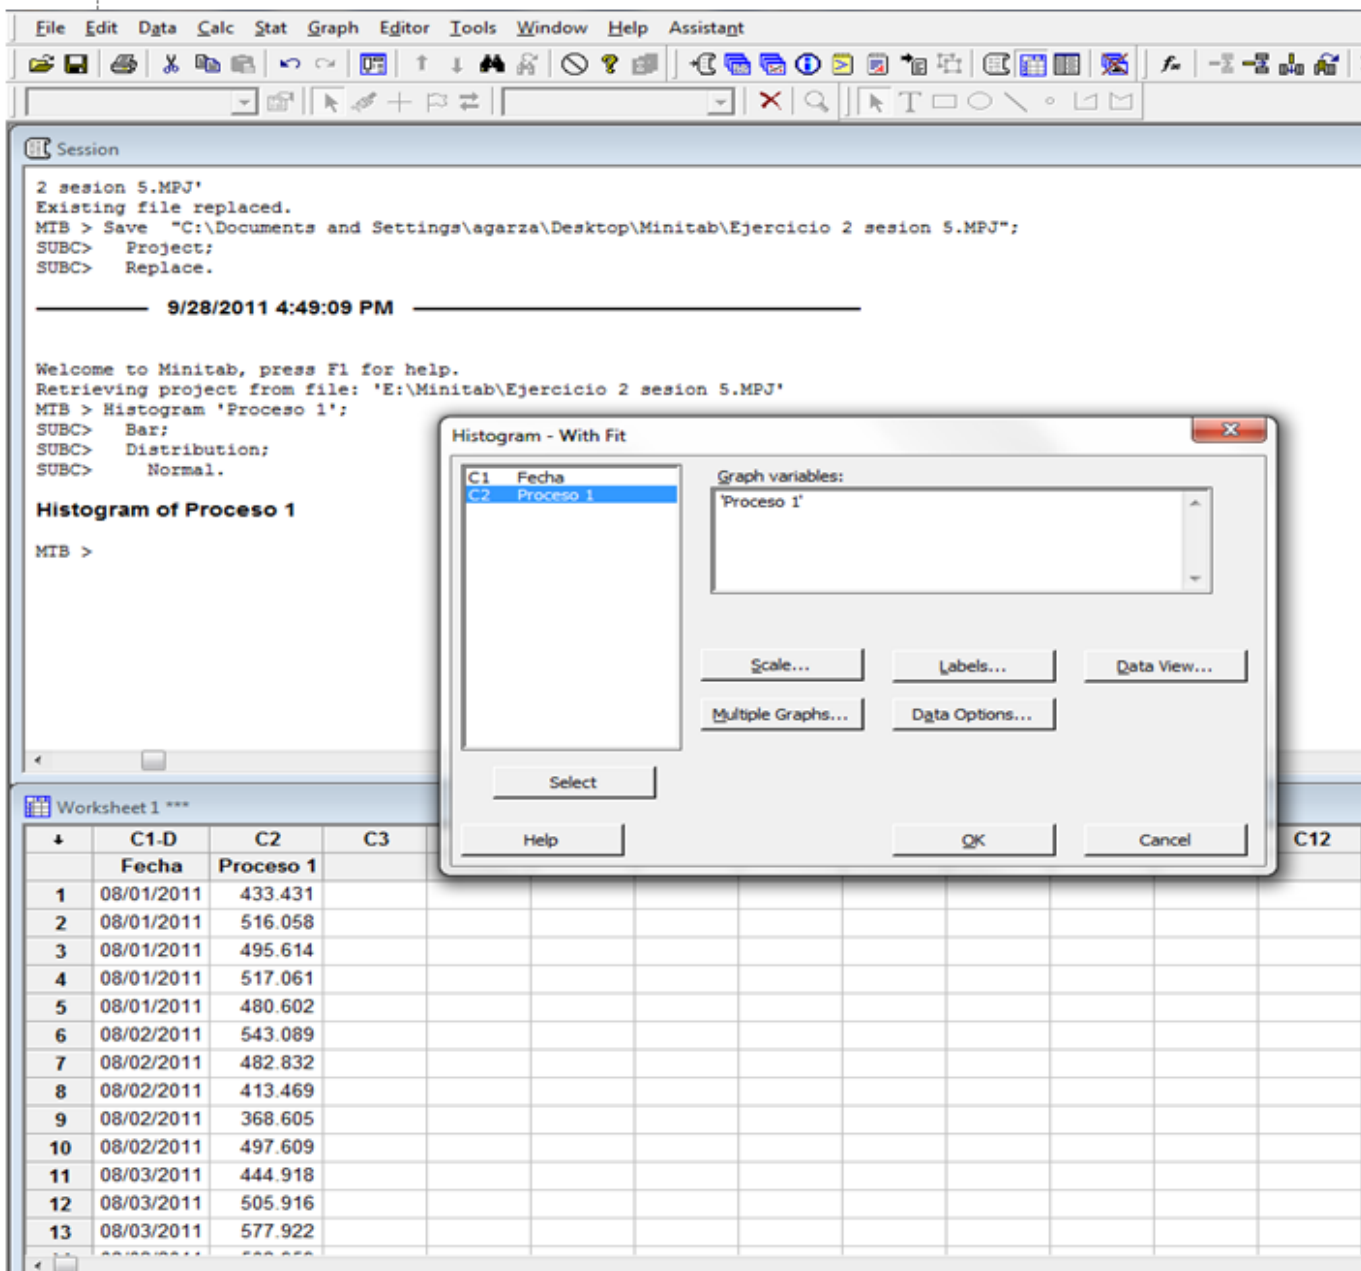 File Edit Data Calc Stat Graph Editor Tools Window Help Assistant
Session
2 sesion 5.MPJ'
Existing file replaced.
MTB > Save "C:\Documents and Settings\agarza\Desktop\Minitab\Ejercicio 2 sesion 5.MPJ";
SUBC> Project;
SUBC> Replace.
9/28/2011 4:49:09 PM
Welcome to Minitab, press F1 for help.
Retrieving project from file: 'E:\Minitab\Ejercicio 2 sesion 5.MPJ'
MTB > Histogram 'Proceso 1';
SUBC> Bar;
SUBC> Distribution;
SUBC> Normal.
Histogram of Proceso 1
MTB >
Histogram - With Fit
C1 Fecha
C2 Proceso 1
Graph variables:
'Proceso 1'
Scale... Labels... Data View...
Multiple Graphs... Data Options...
Select
Help OK Cancel
Worksheet 1 ***
C1-D C2 C3 C12
Fecha Proceso 1
1 08/01/2011 433.431
2 08/01/2011 516.058
3 08/01/2011 495.614
4 08/01/2011 517.061
5 08/01/2011 480.602
6 08/02/2011 543.089
7 08/02/2011 482.832
8 08/02/2011 413.469
9 08/02/2011 368.605
10 08/02/2011 497.609
11 08/03/2011 444.918
12 08/03/2011 505.916
13 08/03/2011 577.922